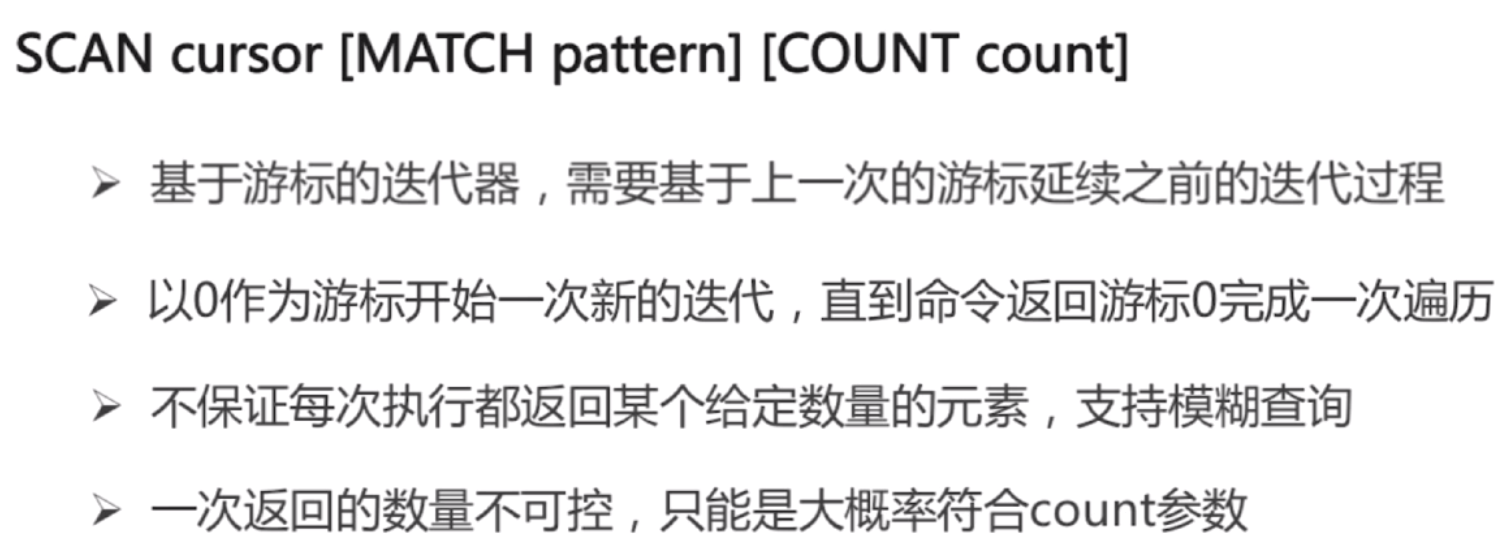 SCAN cursor [MATCH pattern] [COUNT count]
基于游标的迭代器，需要基于上一次的游标延续之前的迭代过程
以0作为游标开始一次新的迭代，直到命令返回游标0完成一次遍历
不保证每次执行都返回某个给定数量的元素，支持模糊查询
一次返回的数量不可控，只能是大概率符合count参数